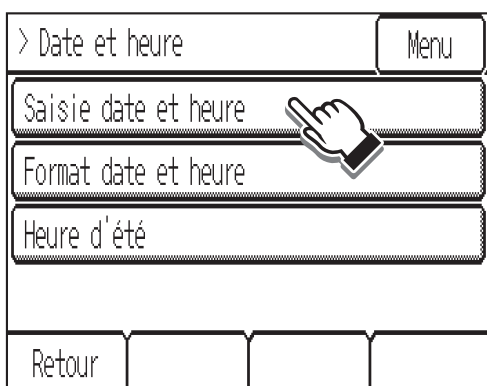 > Date et heure Menu
Saisie date et heure
Format date et heure
Heure d'été
Retour